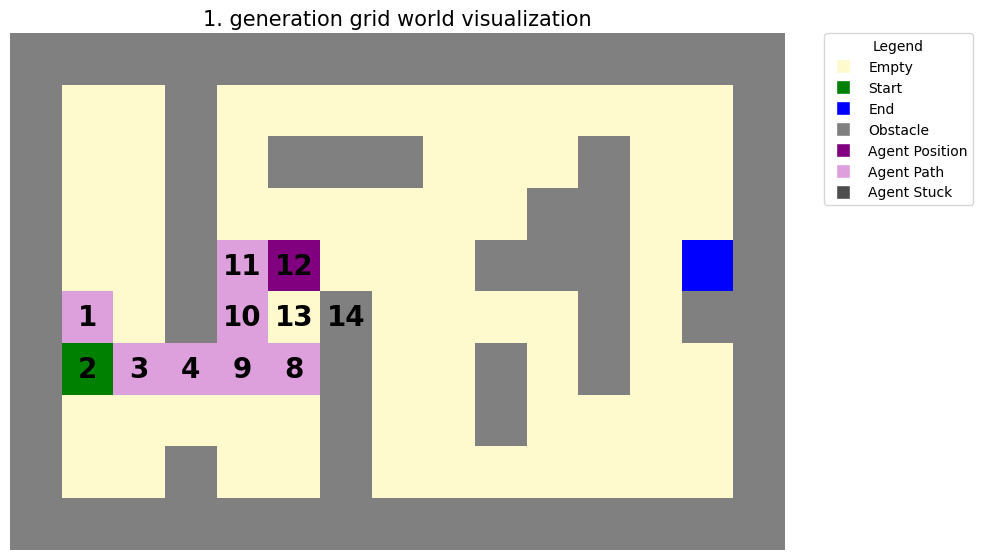 1. generation grid world visualization
Legend
Empty
Start
End
Obstacle
Agent Position
Agent Path
Agent Stuck
11 12
1 10 13 14
2 3 4 9 8